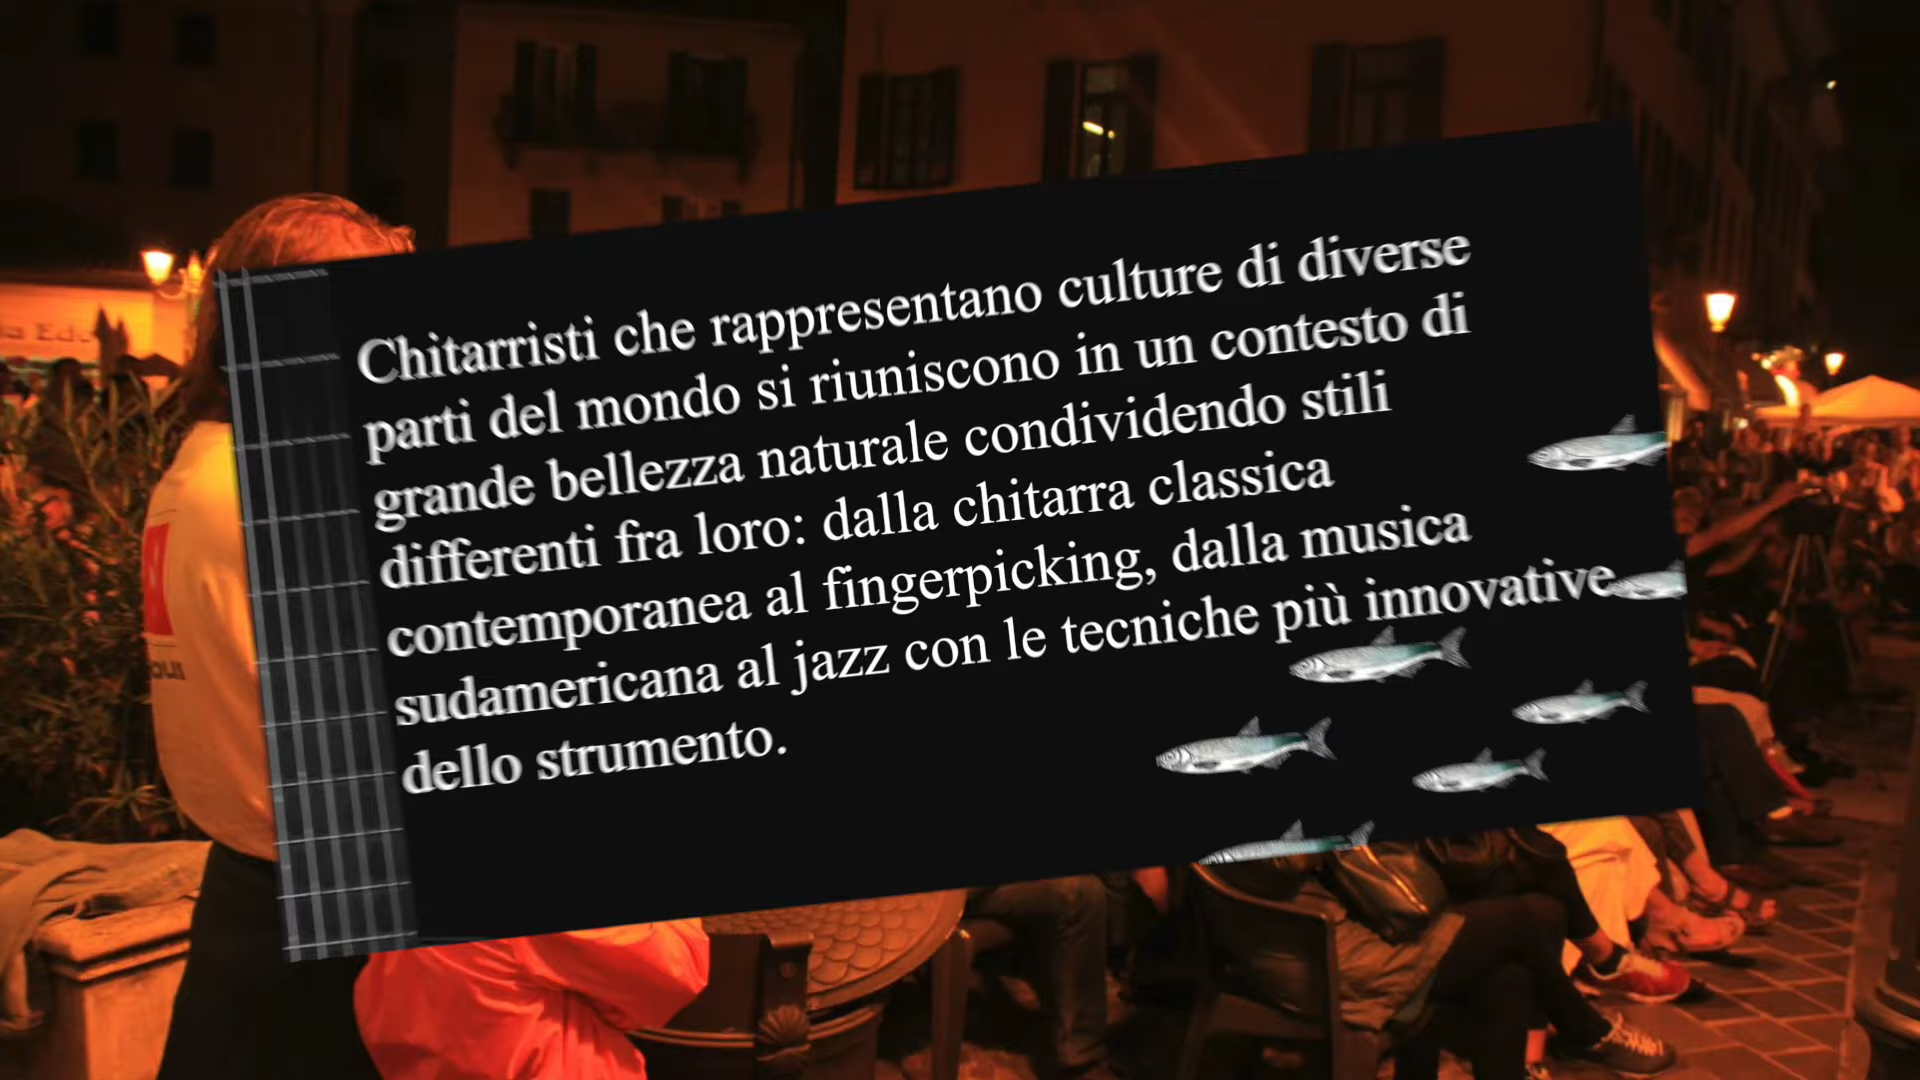 Chitarristi che rappresentano culture di diverse
parti del mondo si riuniscono in un contesto di
grande bellezza naturale condividendo stili
differenti fra loro: dalla chitarra classica
contemporanea al fingerpicking, dalla musica
sudamericana al jazz con le tecniche più innovative
dello strumento.